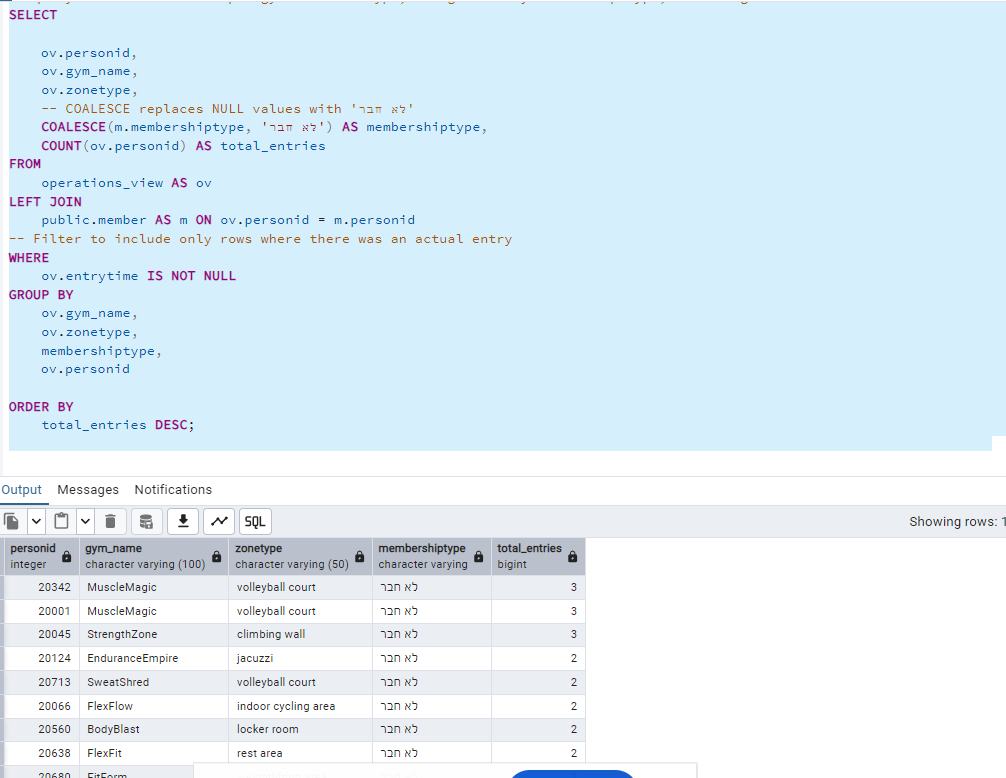 SELECT
ov.personid,
ov.gym_name,
ov.zonetype,
-- COALESCE replaces NULL values with 'לא חבר'
COALESCE(m.membershiptype, 'לא חבר') AS membershiptype,
COUNT(ov.personid) AS total_entries
FROM
operations_view AS ov
LEFT JOIN
public.member AS m ON ov.personid = m.personid
-- Filter to include only rows where there was an actual entry
WHERE
ov.entrytime IS NOT NULL
GROUP BY
ov.gym_name,
ov.zonetype,
membershiptype,
ov.personid
ORDER BY
total_entries DESC;
Output Messages Notifications
SQL
Showing rows: 1
personid gym_name zonetype membershiptype total_entries
integer character varying (100) character varying (50) character varying bigint
20342 MuscleMagic volleyball court לא חבר 3
20001 MuscleMagic volleyball court לא חבר 3
20045 StrengthZone climbing wall לא חבר 3
20124 EnduranceEmpire jacuzzi לא חבר 2
20713 SweatShred volleyball court לא חבר 2
20066 FlexFlow indoor cycling area לא חבר 2
20560 BodyBlast locker room לא חבר 2
20638 FlexFit rest area לא חבר 2
20680 FitForm